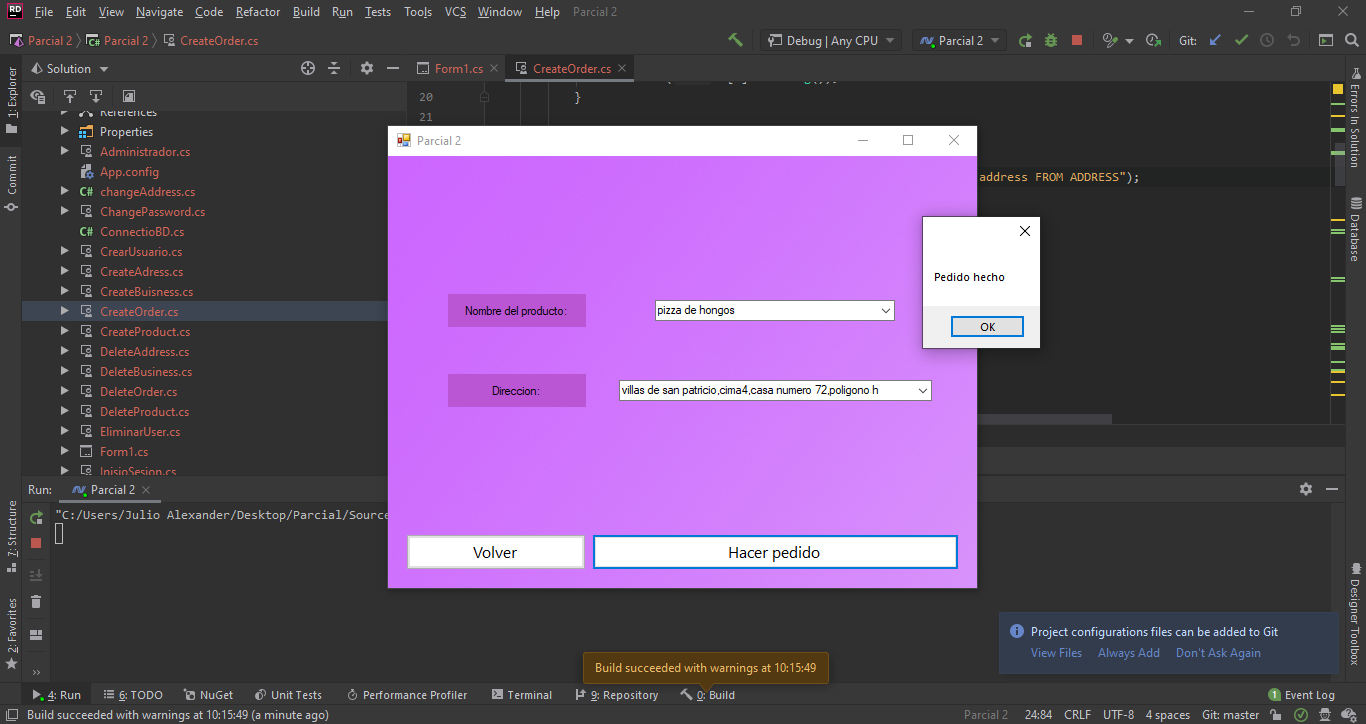 RD File Edit View Navigate Code Refactor Build Run Tests Tools VCS Window Help Parcial 2
Parcial 2 Parcial 2 CreateOrder.cs Debug | Any CPU Parcial 2 Git:
1: Explorer
Commit
7: Structure
2: Favorites
Solution
References
Properties
Administrador.cs
App.config
C# changeAddress.cs
ChangePassword.cs
C# ConnectioBD.cs
CrearUsuario.cs
CreateAdress.cs
CreateBuisness.cs
CreateOrder.cs
CreateProduct.cs
DeleteAddress.cs
DeleteBusiness.cs
DeleteOrder.cs
DeleteProduct.cs
EliminarUser.cs
Form1.cs
InisioSesion.cs
Form1.cs CreateOrder.cs
20 }
21
address FROM ADDRESS");
Parcial 2
Nombre del producto: pizza de hongos
Direccion: villas de san patricio,cima4,casa numero 72,poligono h
Volver Hacer pedido
Pedido hecho
OK
Errors In Solution
Database
Designer Toolbox
Run: Parcial 2
"C:/Users/Julio Alexander/Desktop/Parcial/Source
Project configurations files can be added to Git
View Files Always Add Don't Ask Again
Build succeeded with warnings at 10:15:49
4: Run 6: TODO NuGet Unit Tests Performance Profiler Terminal 9: Repository 0: Build 1 Event Log
Build succeeded with warnings at 10:15:49 (a minute ago) Parcial 2 24:84 CRLF UTF-8 4 spaces Git: master